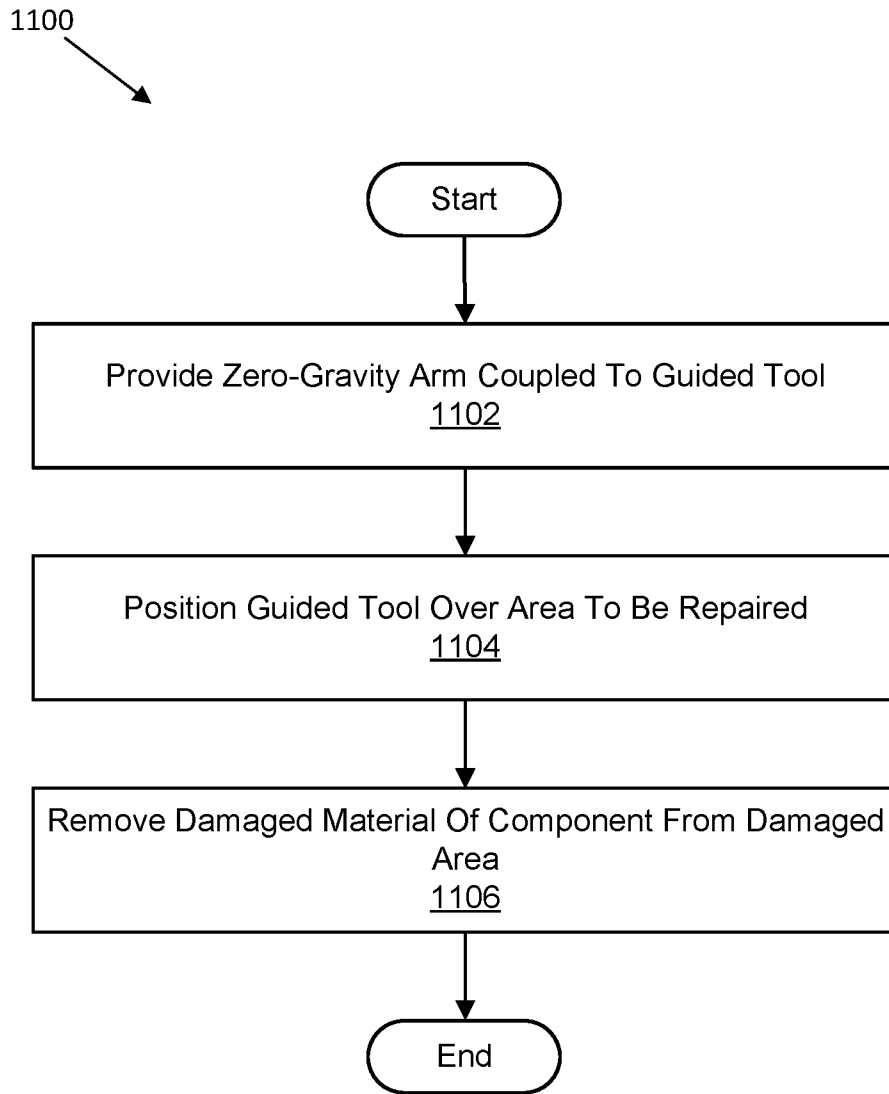 1100
Start
Provide Zero-Gravity Arm Coupled To Guided Tool
1102
Position Guided Tool Over Area To Be Repaired
1104
Remove Damaged Material Of Component From Damaged
Area
1106
End